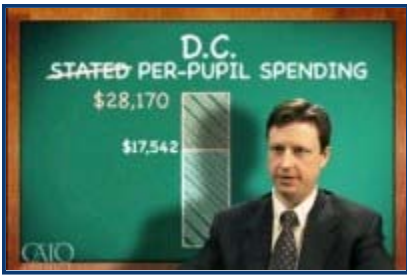 D.C.
STATED PER-PUPIL SPENDING
$28,170
$17,542
CATO